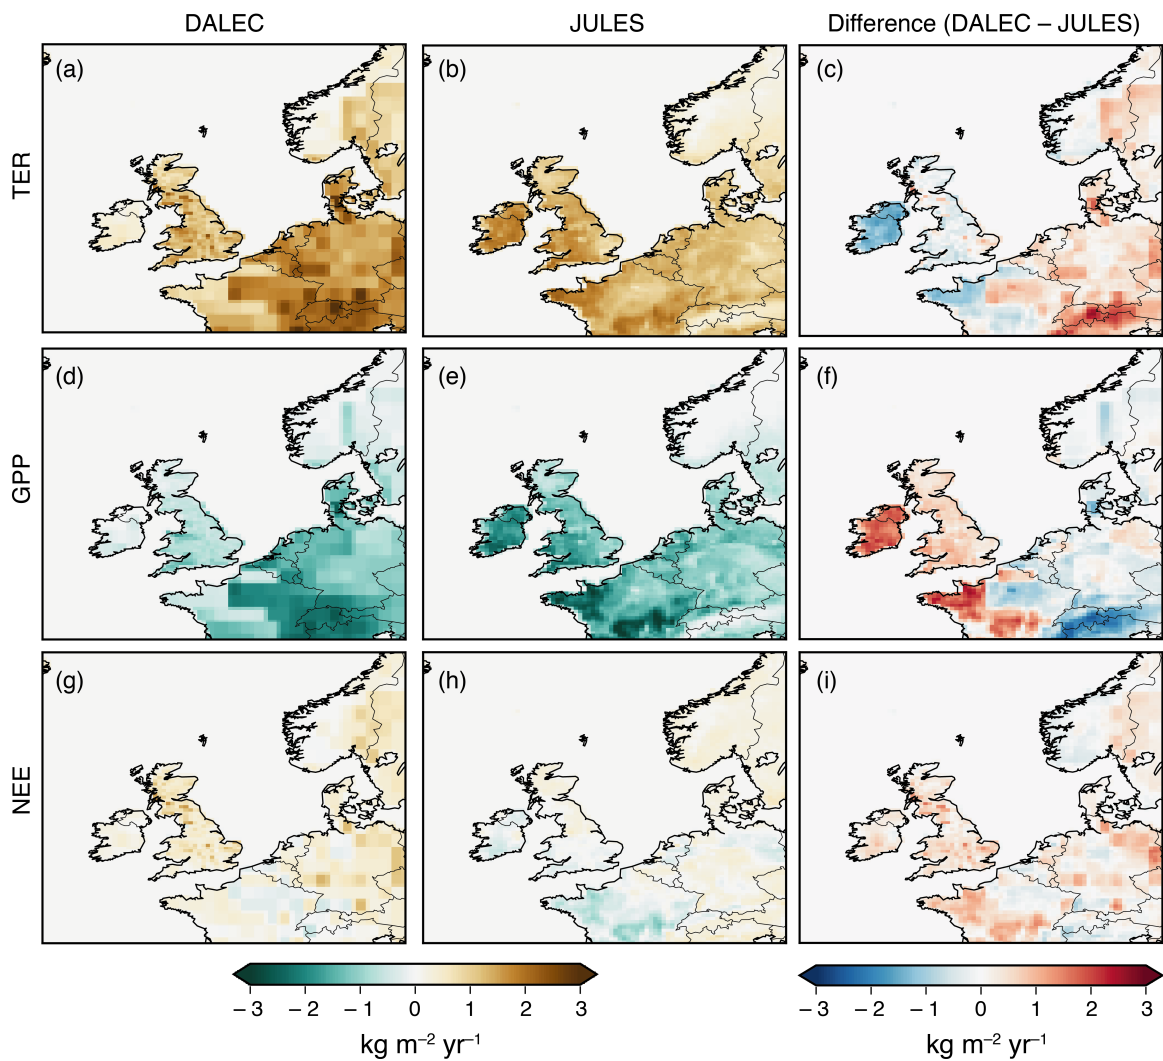 DALEC JULES Difference (DALEC – JULES)
TER
(a) (b) (c)
GPP
(d) (e) (f)
NEE
(g) (h) (i)
−3 −2 −1 0 1 2 3 −3 −2 −1 0 1 2 3
kg m⁻² yr⁻¹ kg m⁻² yr⁻¹